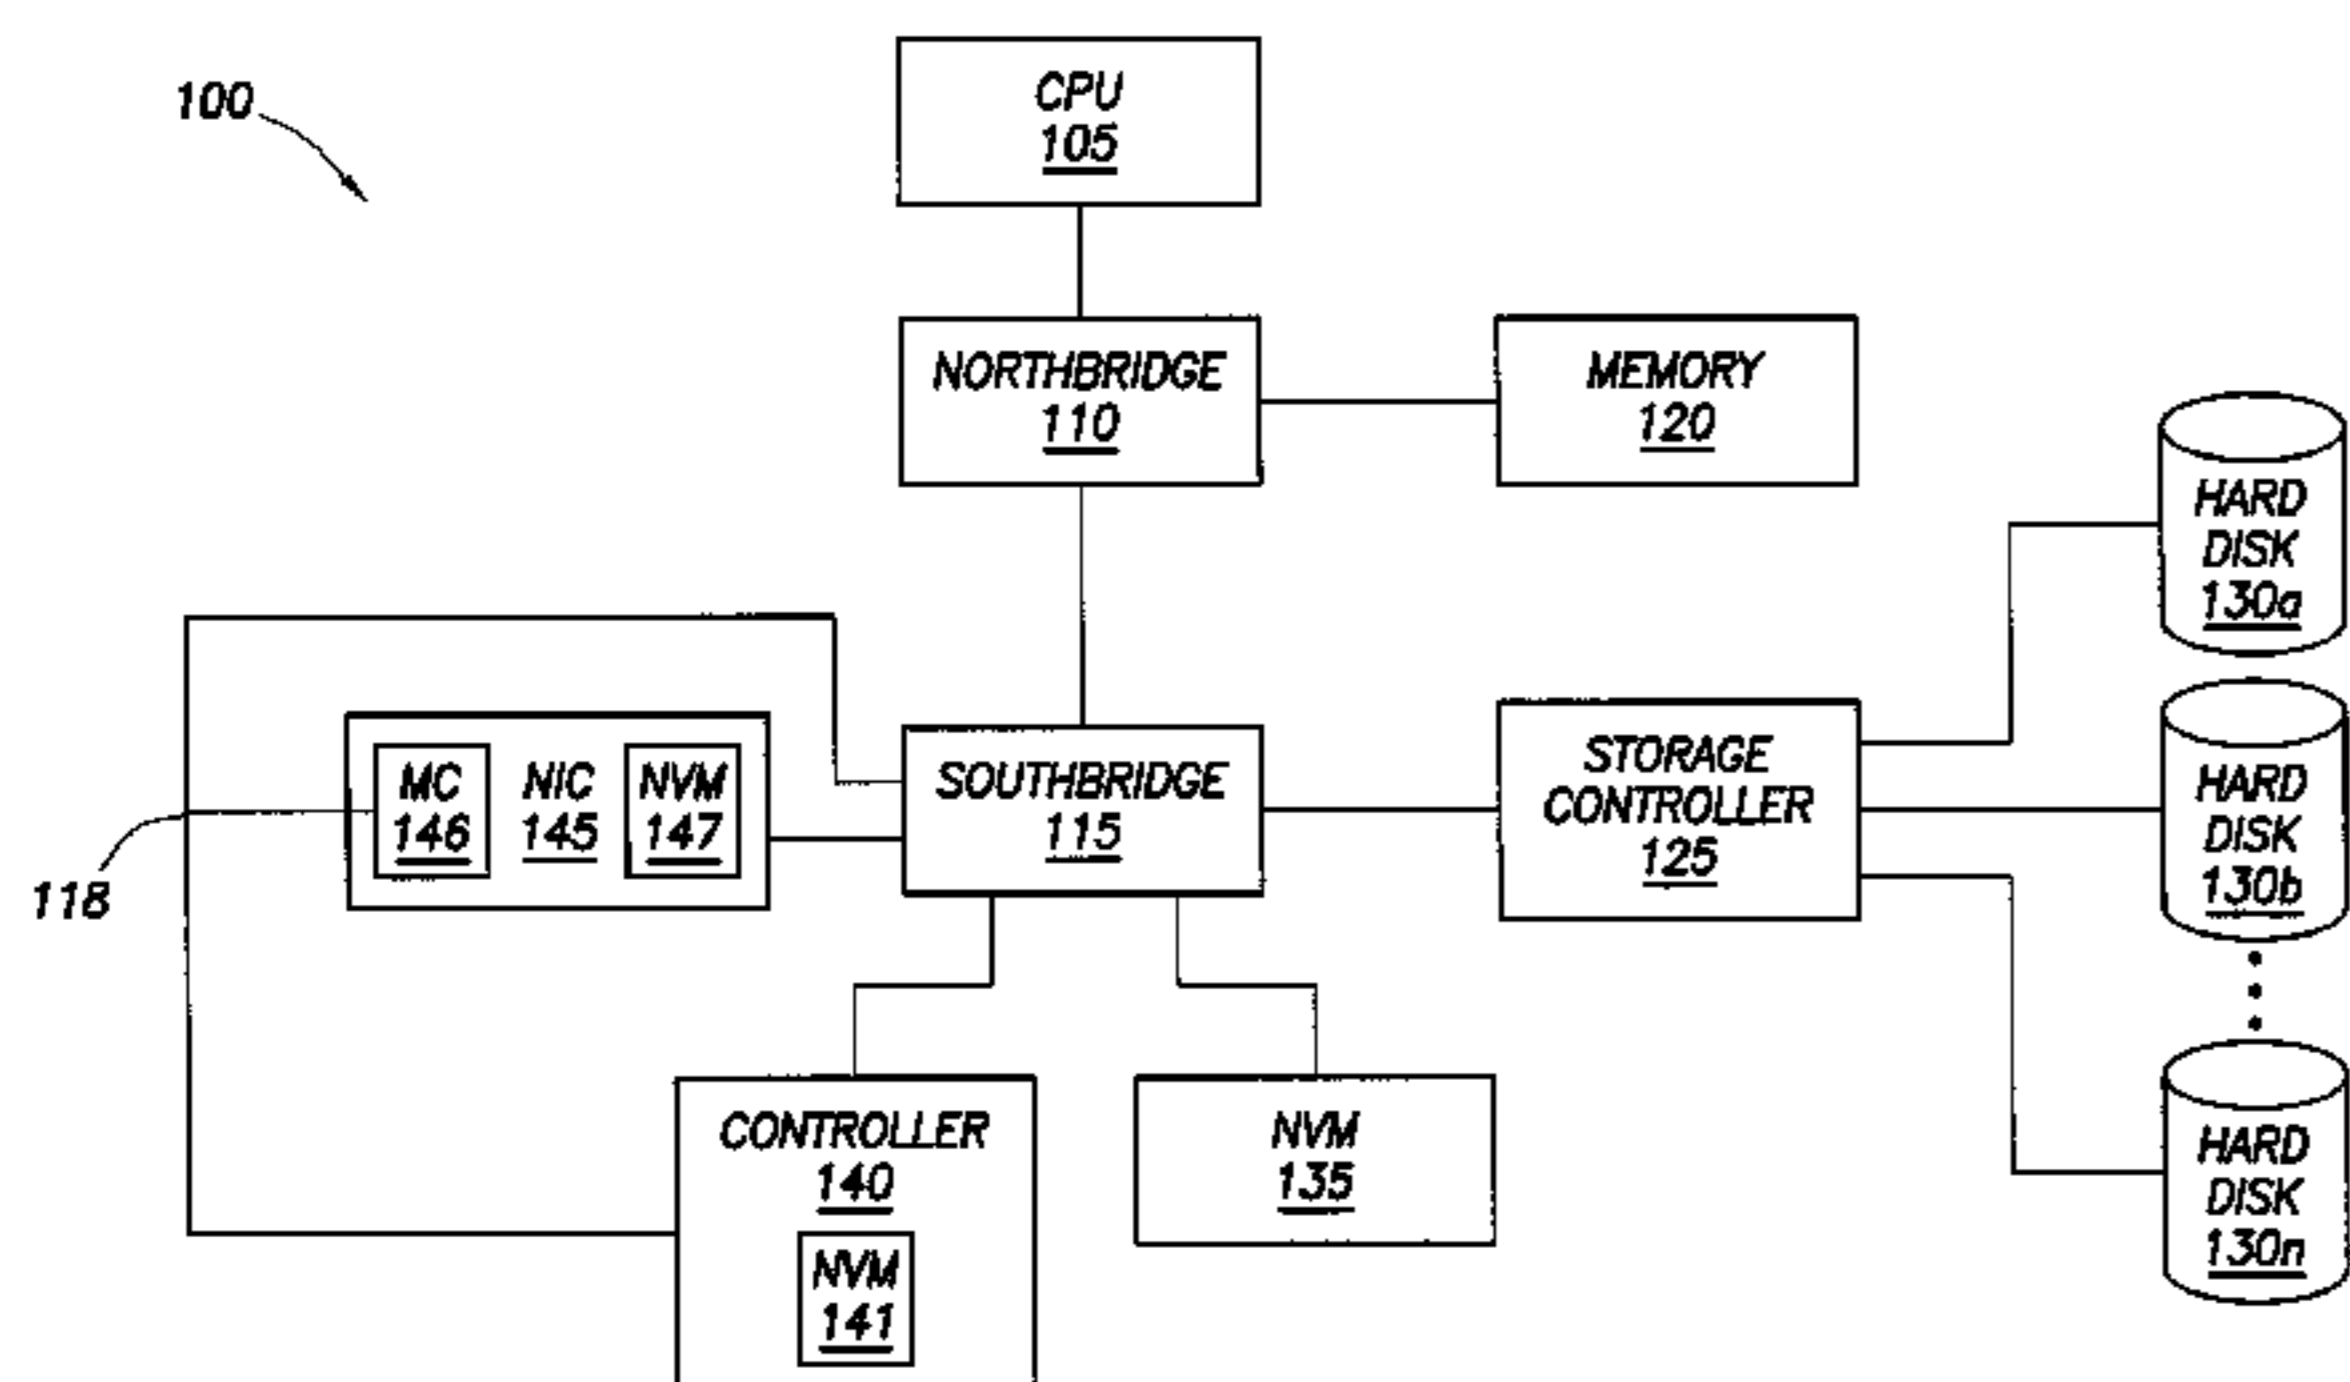 100
CPU
105
NORTHBRIDGE
110
MEMORY
120
HARD
DISK
130a
MC
146
NIC
145
NVM
147
118
SOUTHBRIDGE
115
STORAGE
CONTROLLER
125
HARD
DISK
130b
CONTROLLER
140
NVM
141
NVM
135
HARD
DISK
130n